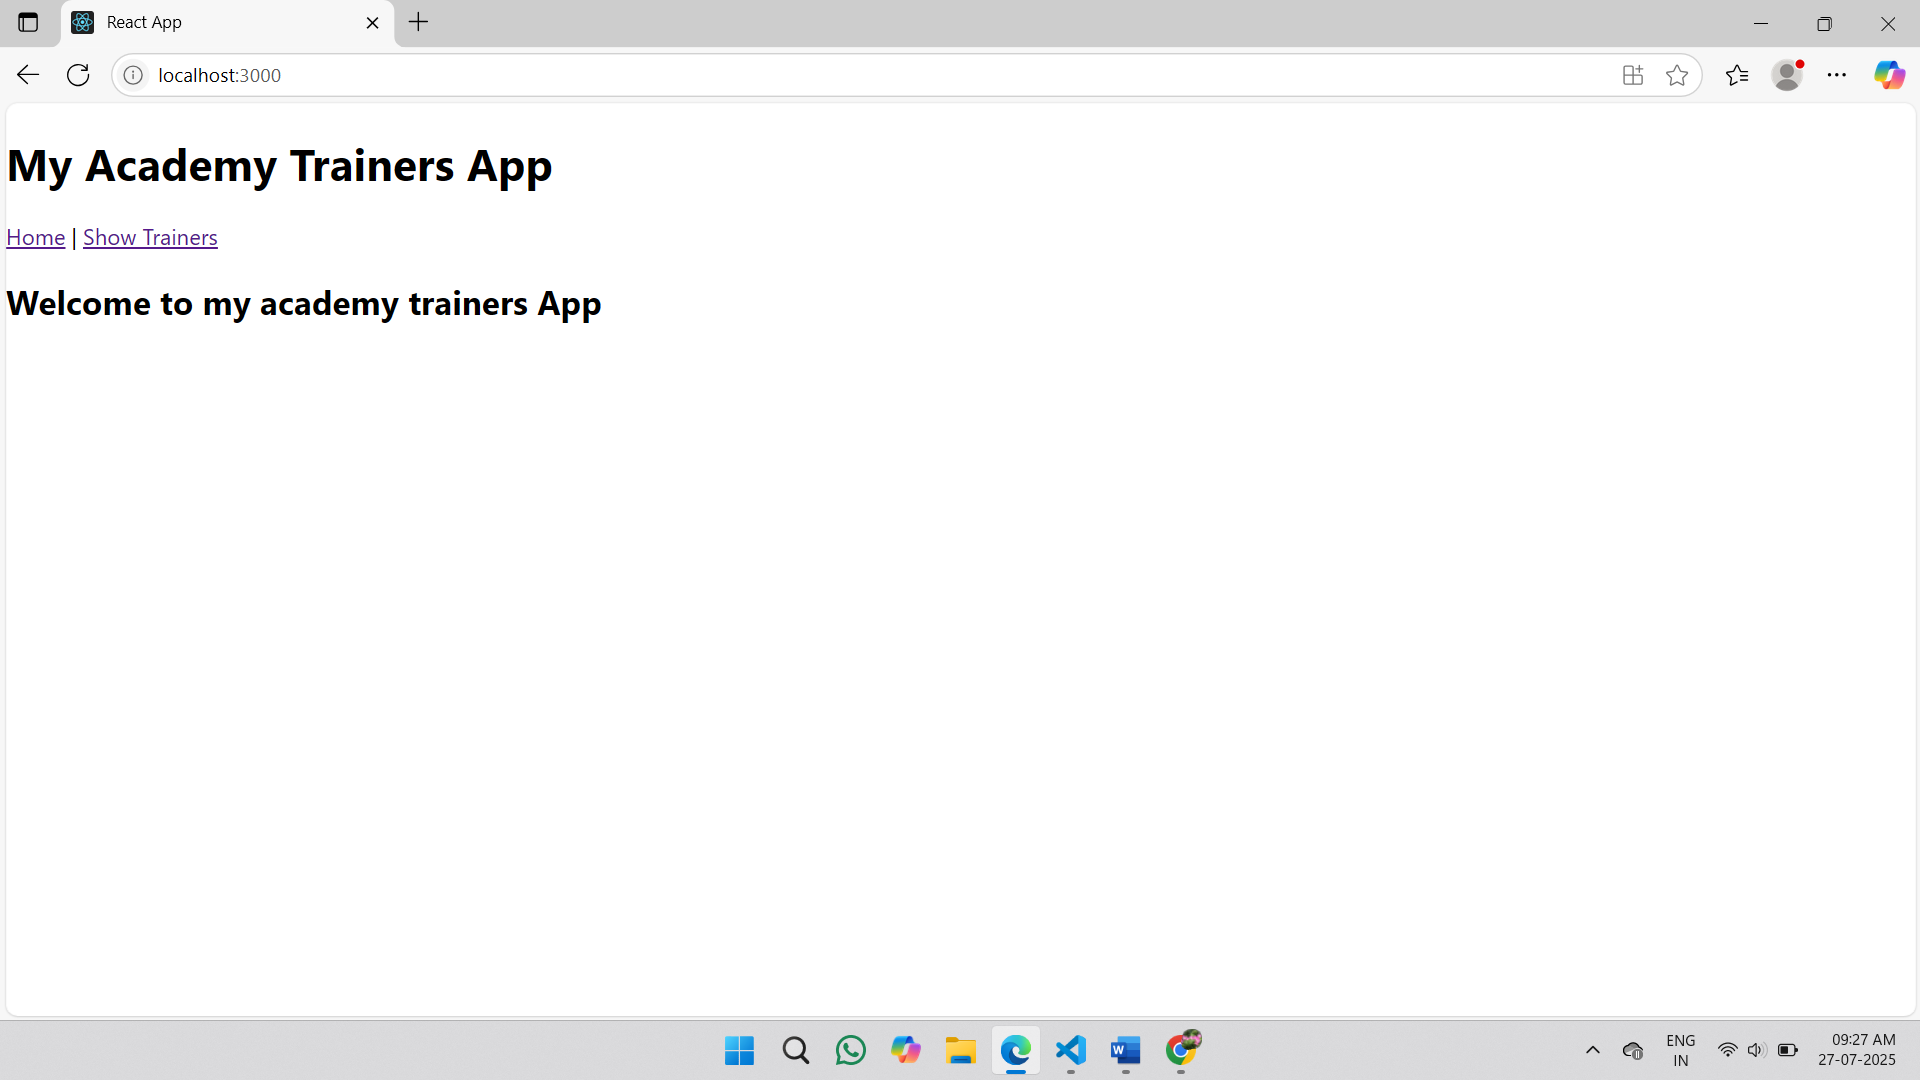 React App
localhost:3000
My Academy Trainers App
Home | Show Trainers
Welcome to my academy trainers App
ENG
IN
09:27 AM
27-07-2025